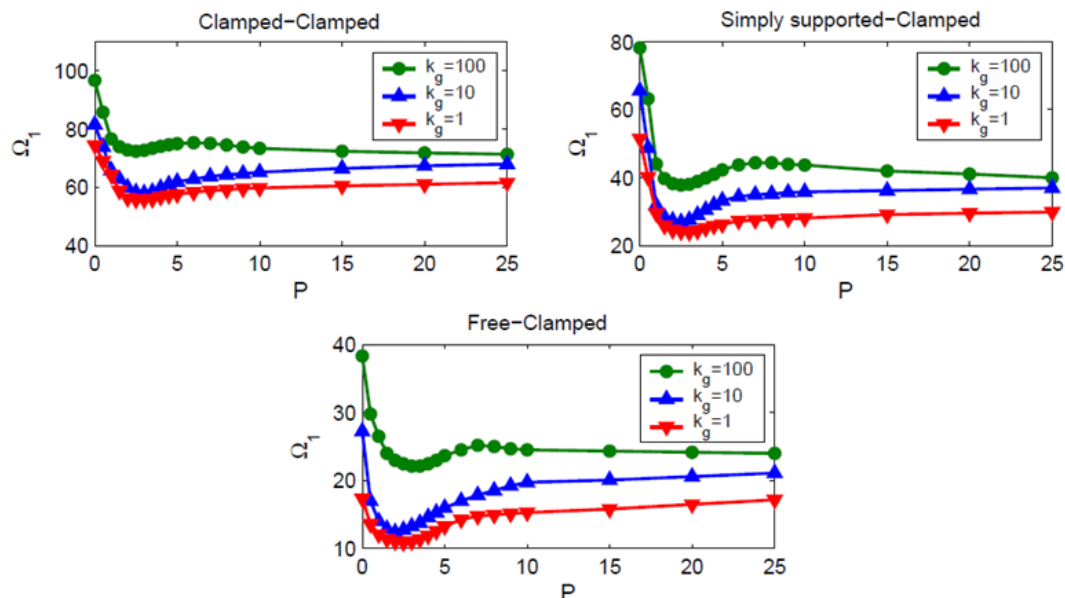 Clamped−Clamped
100
80
60
40
Ω1
0 5 10 15 20 25
P
kg=100
kg=10
kg=1
Simply supported−Clamped
80
60
40
20
Ω1
0 5 10 15 20 25
P
kg=100
kg=10
kg=1
Free−Clamped
40
30
20
10
Ω1
0 5 10 15 20 25
P
kg=100
kg=10
kg=1